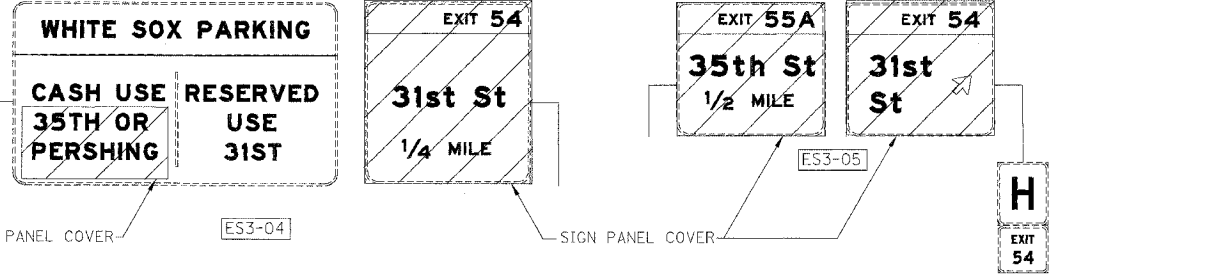 WHITE SOX PARKING
CASH USE
35TH OR
PERSHING
RESERVED
USE
31ST
PANEL COVER
ES3-04
EXIT 54
31st St
1/4 MILE
SIGN PANEL COVER
EXIT 55A
35th St
1/2 MILE
EXIT 54
31st
St
ES3-05
H
EXIT
54